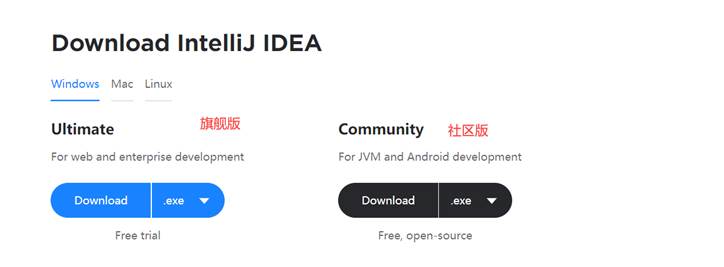 Download IntelliJ IDEA
Windows Mac Linux
Ultimate 旗舰版
For web and enterprise development
Download .exe
Free trial
Community 社区版
For JVM and Android development
Download .exe
Free, open-source